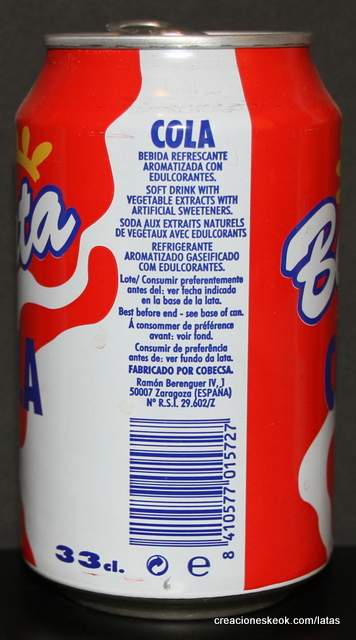 COLA
BEBIDA REFRESCANTE
AROMATIZADA CON
EDULCORANTES.
SOFT DRINK WITH
VEGETABLE EXTRACTS WITH
ARTIFICIAL SWEETENERS.
SODA AUX EXTRAITS NATURELS
DE VEGETAUX AVEC EDULCORANTS
REFRIGERANTE
AROMATIZADO GASEIFICADO
COM EDULCORANTES.
Lote/ Consumir preferentemente
antes del: ver fecha indicada
en la base de la lata.
Best before end - see base of can.
Á consommer de préférence
avant: voir fond.
Consumir de preferência
antes de: ver fundo da lata.
FABRICADO POR COBECSA.
Ramón Berenguer IV, 1
50007 Zaragoza (ESPAÑA)
Nº R.S.I. 29.602/Z
8 410577 015727
33cl.
e
ta
A
B
creacioneskeok.com/latas